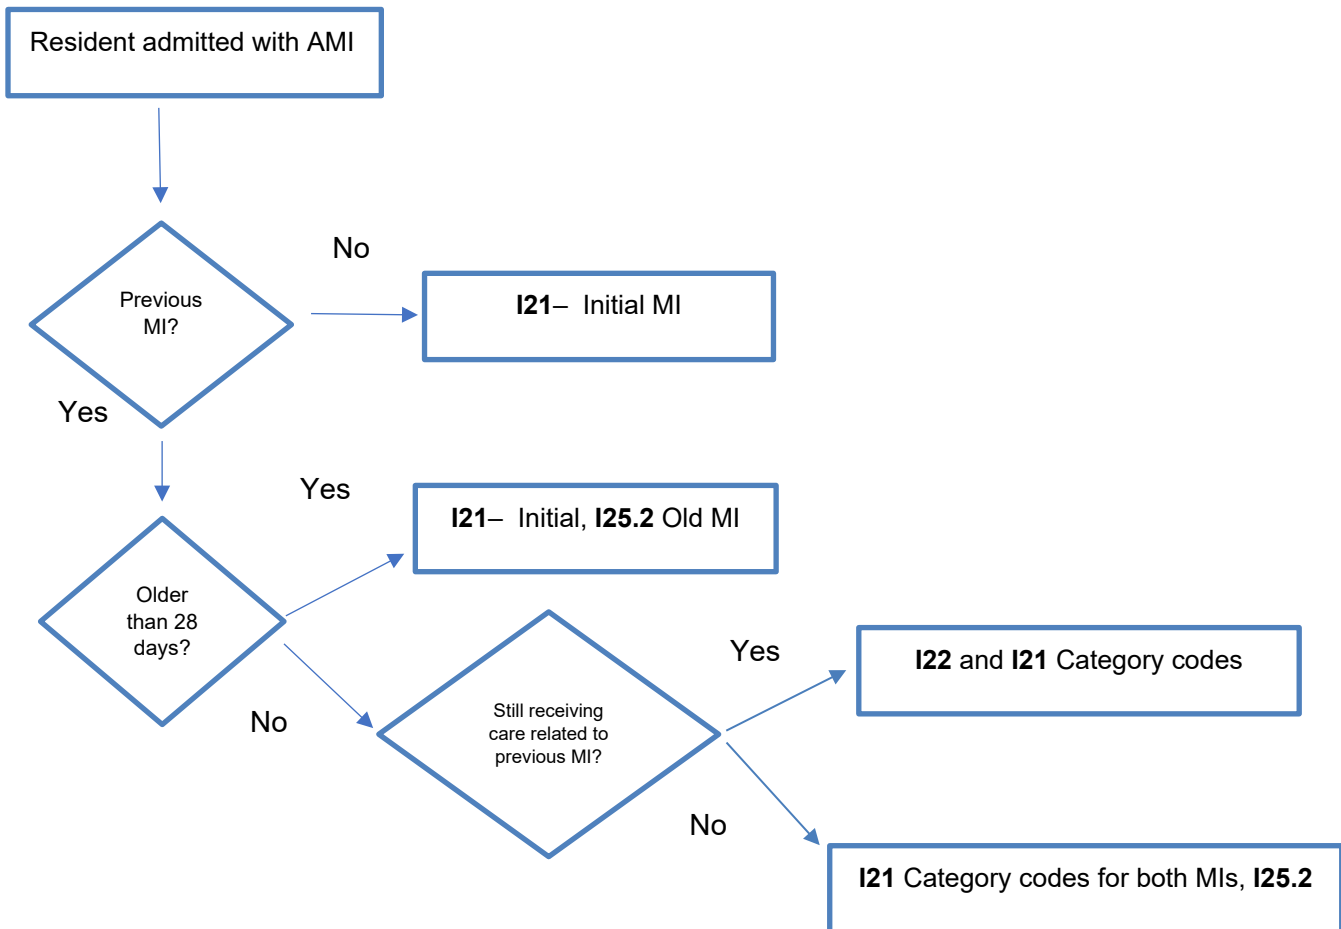 Resident admitted with AMI
No
Previous
MI?
I21– Initial MI
Yes
Yes
I21– Initial, I25.2 Old MI
Older
than 28
days?
Yes
I22 and I21 Category codes
No
Still receiving
care related to
previous MI?
No
I21 Category codes for both MIs, I25.2